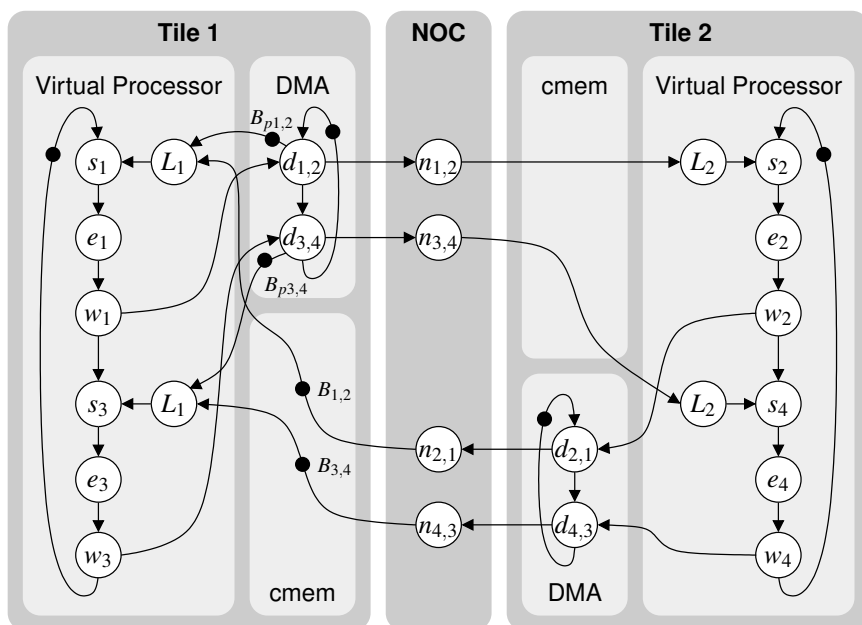 Tile 1
NOC
Tile 2
Virtual Processor
DMA
cmem
Virtual Processor
B_{p1,2}
s_1
L_1
d_{1,2}
n_{1,2}
L_2
s_2
e_1
d_{3,4}
n_{3,4}
e_2
B_{p3,4}
w_1
w_2
B_{1,2}
s_3
L_1
L_2
s_4
n_{2,1}
d_{2,1}
B_{3,4}
e_3
e_4
n_{4,3}
d_{4,3}
w_3
w_4
cmem
DMA